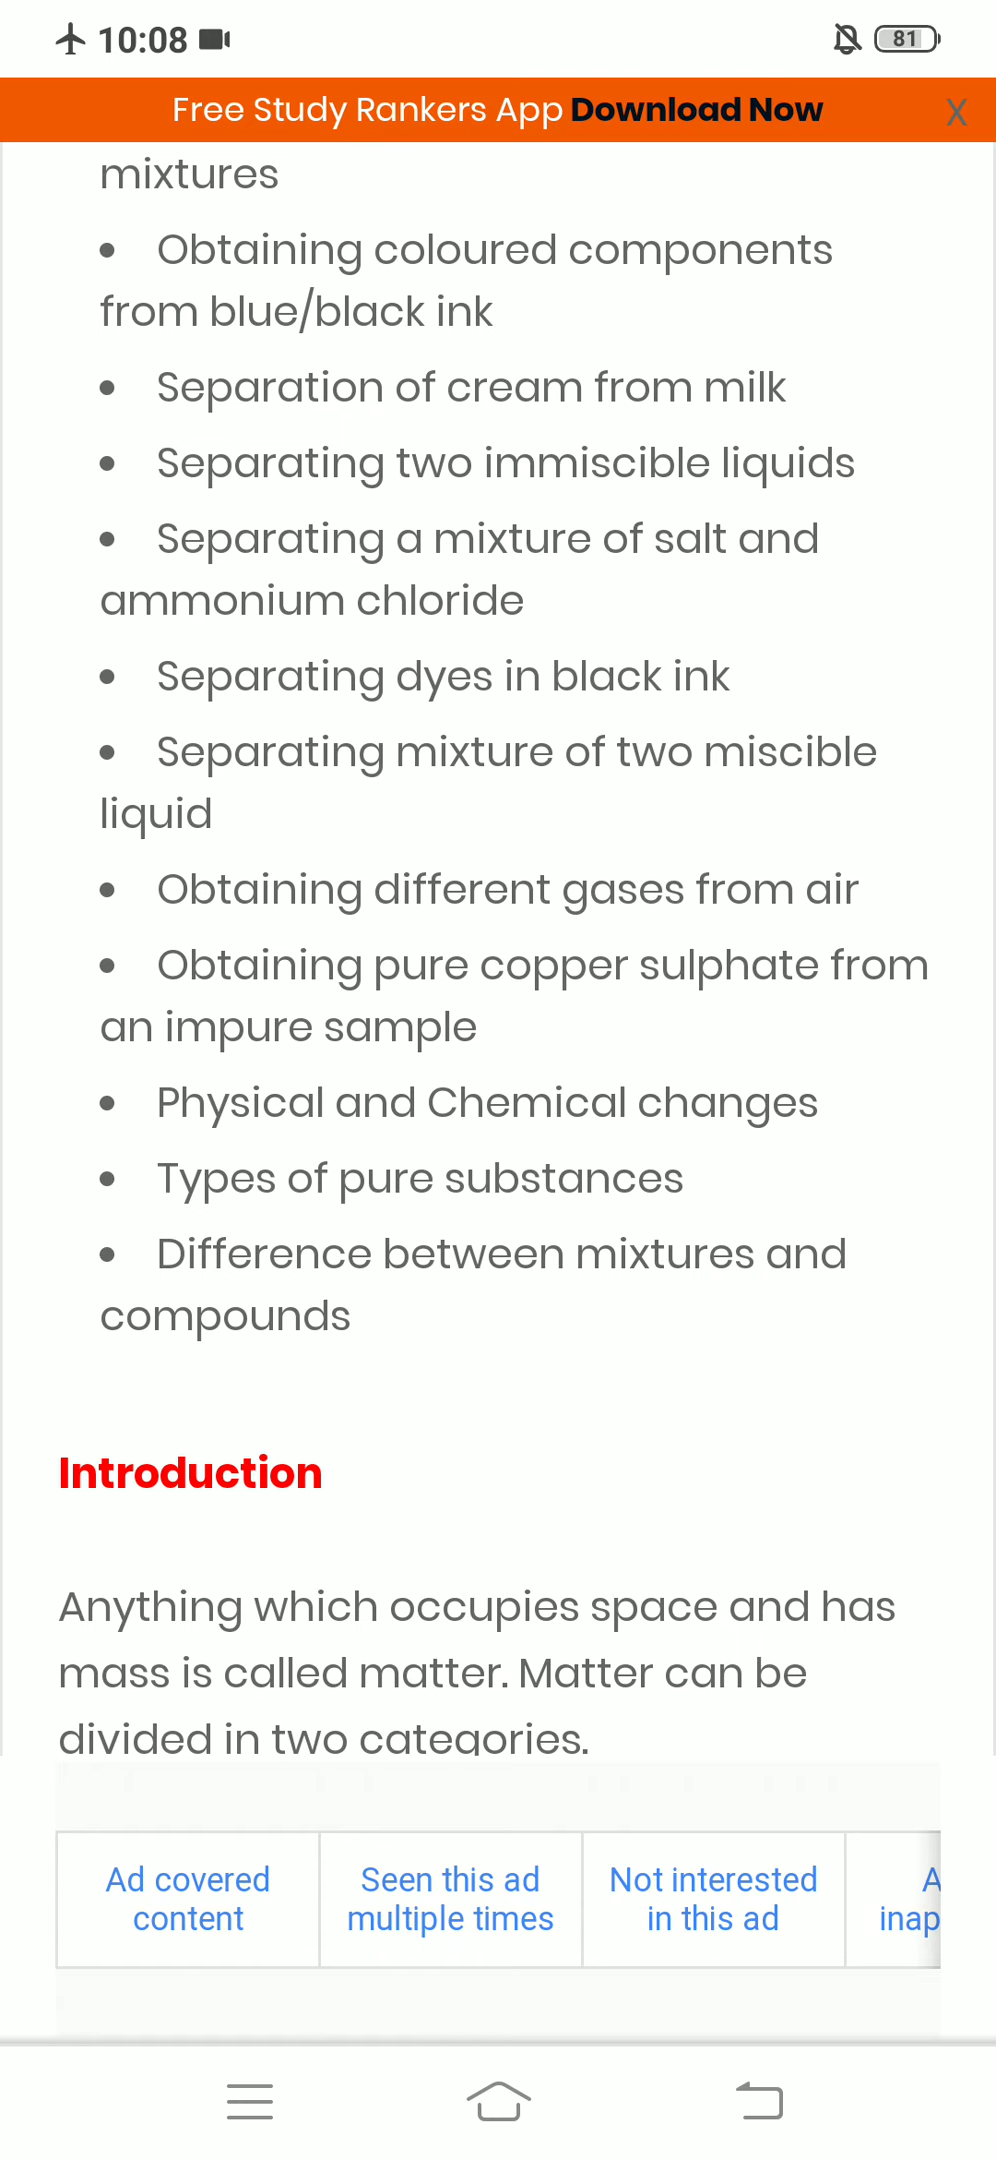 10:08
81
Free Study Rankers App Download Now X
mixtures
• Obtaining coloured components
from blue/black ink
• Separation of cream from milk
• Separating two immiscible liquids
• Separating a mixture of salt and
ammonium chloride
• Separating dyes in black ink
• Separating mixture of two miscible
liquid
• Obtaining different gases from air
• Obtaining pure copper sulphate from
an impure sample
• Physical and Chemical changes
• Types of pure substances
• Difference between mixtures and
compounds
Introduction
Anything which occupies space and has
mass is called matter. Matter can be
divided in two categories.
Ad covered
content
Seen this ad
multiple times
Not interested
in this ad
A
inap